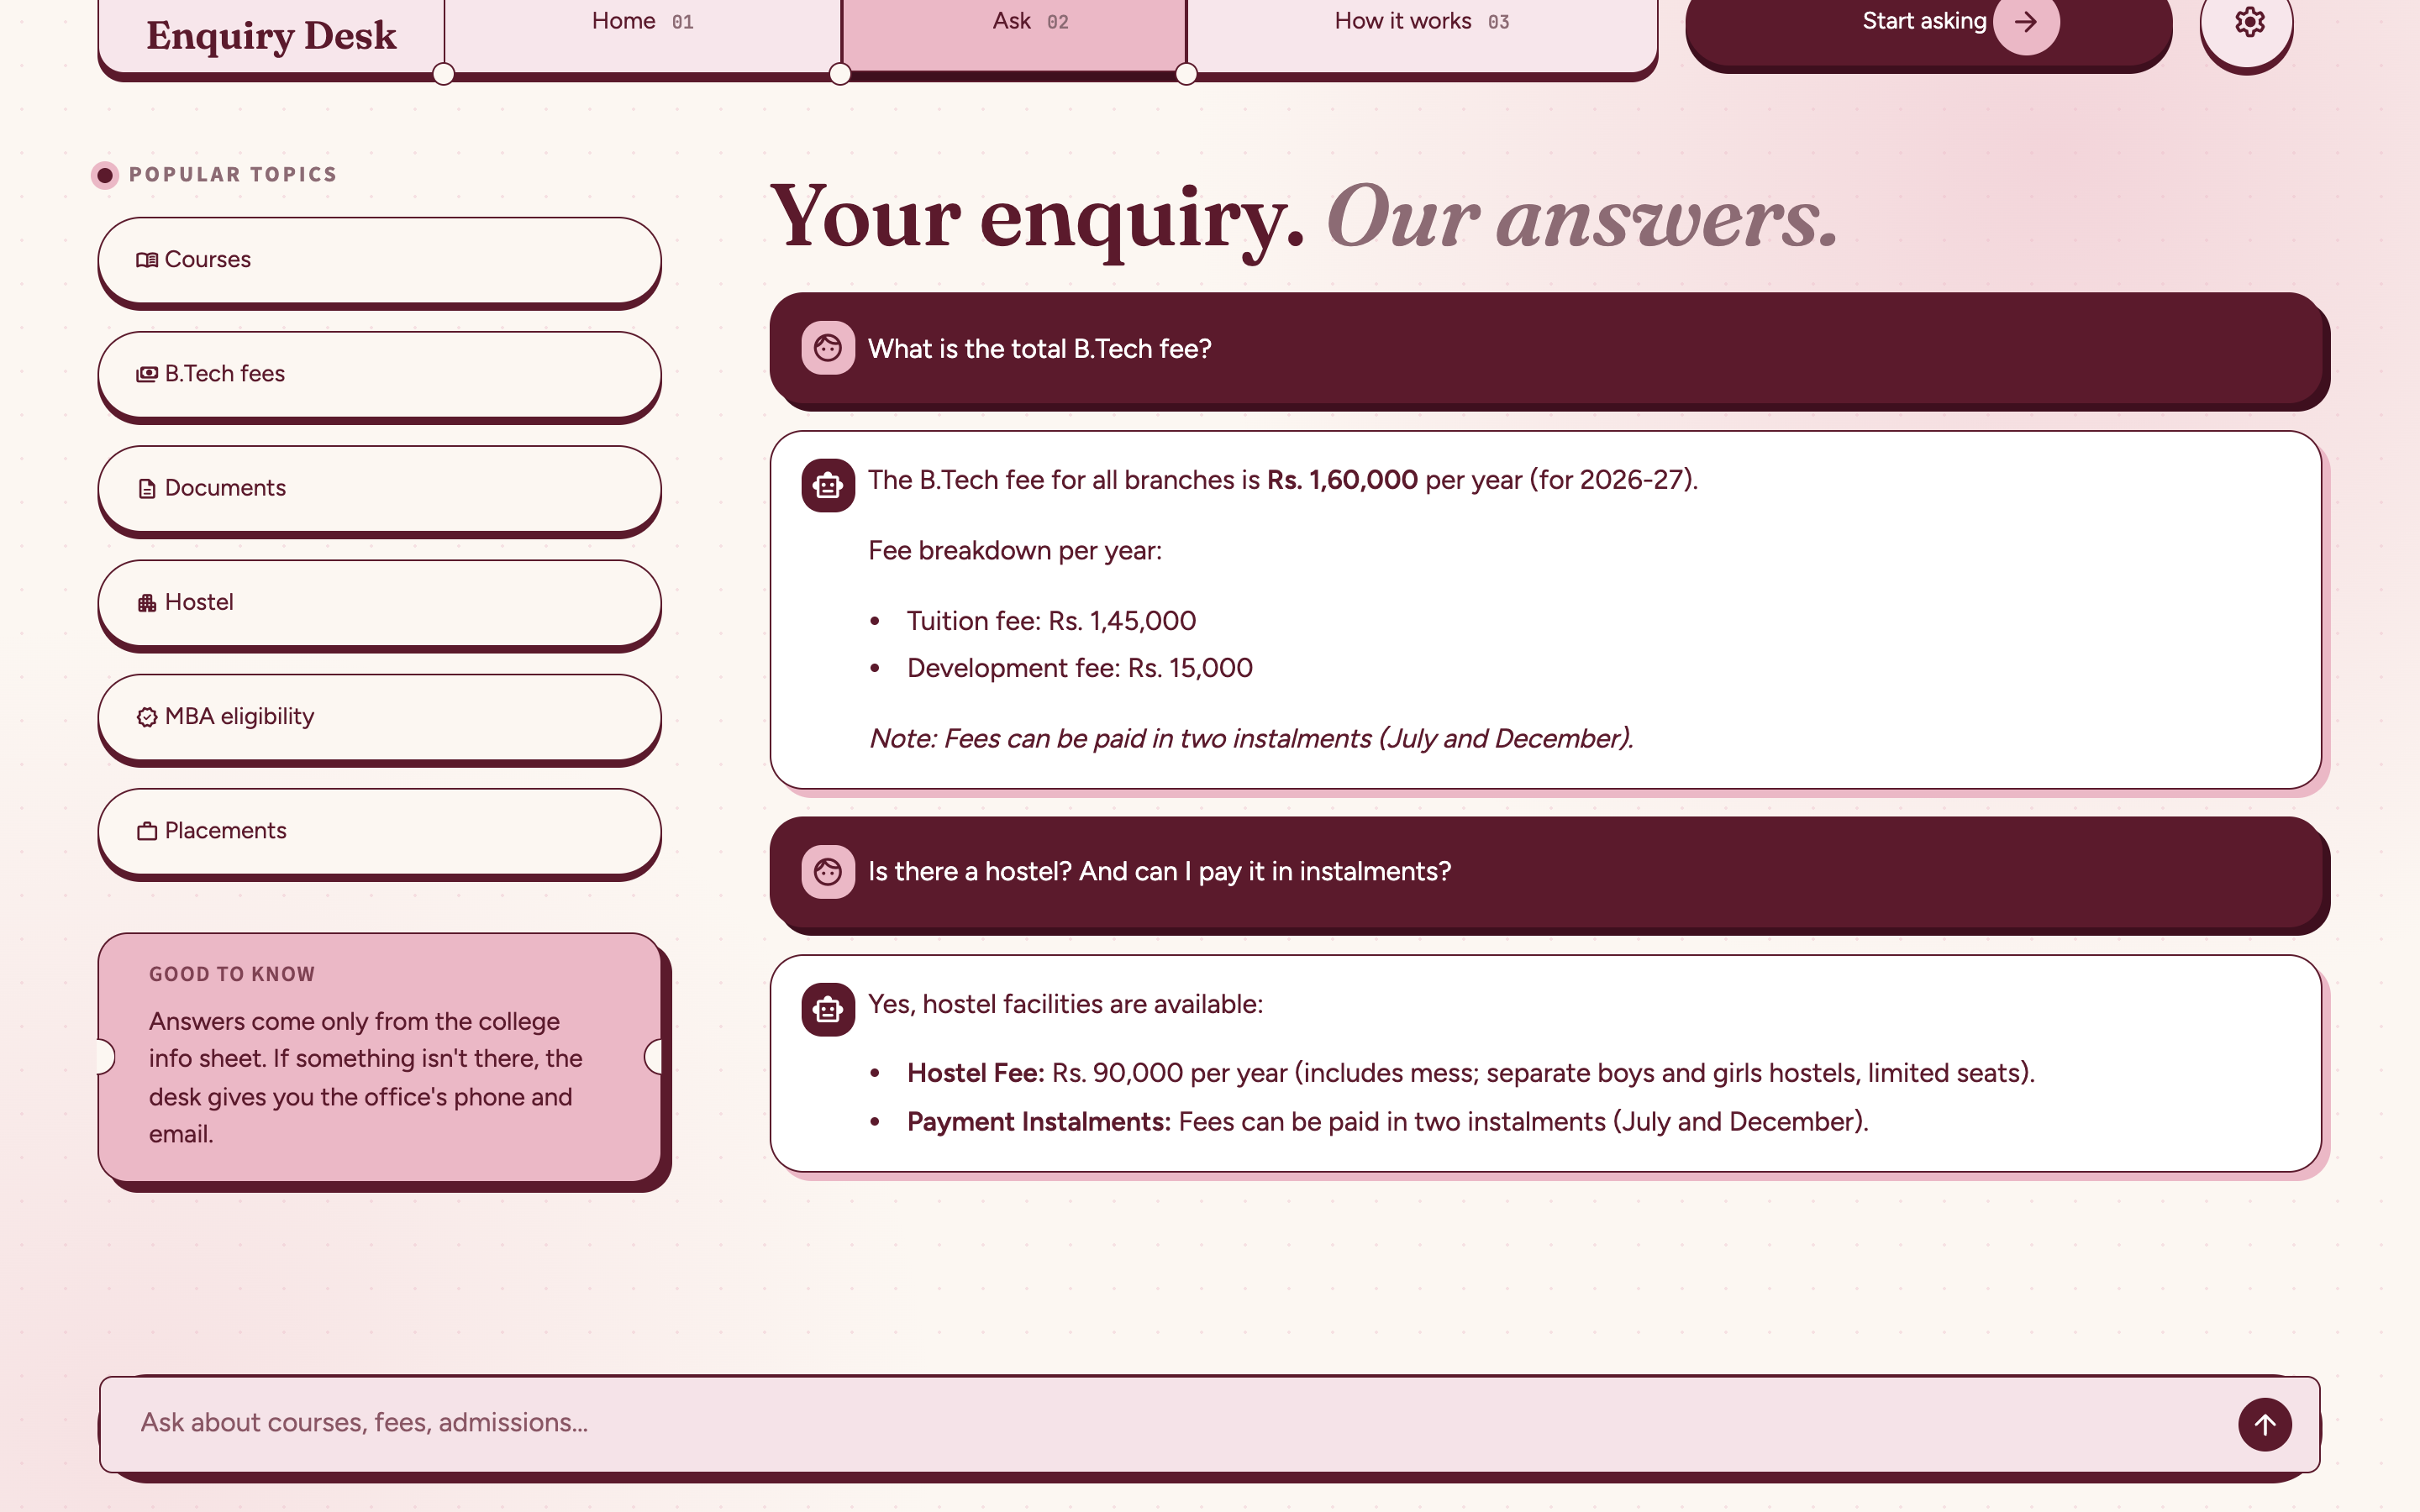 Enquiry Desk
Home 01
Ask 02
How it works 03
Start asking
POPULAR TOPICS
Courses
B.Tech fees
Documents
Hostel
MBA eligibility
Placements
GOOD TO KNOW
Answers come only from the college
info sheet. If something isn't there, the
desk gives you the office's phone and
email.
Your enquiry. Our answers.
What is the total B.Tech fee?
The B.Tech fee for all branches is Rs. 1,60,000 per year (for 2026-27).
Fee breakdown per year:
• Tuition fee: Rs. 1,45,000
• Development fee: Rs. 15,000
Note: Fees can be paid in two instalments (July and December).
Is there a hostel? And can I pay it in instalments?
Yes, hostel facilities are available:
• Hostel Fee: Rs. 90,000 per year (includes mess; separate boys and girls hostels, limited seats).
• Payment Instalments: Fees can be paid in two instalments (July and December).
Ask about courses, fees, admissions...